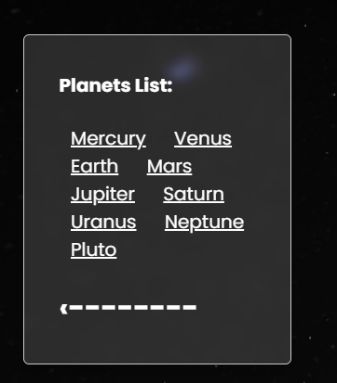 Planets List:
Mercury Venus
Earth Mars
Jupiter Saturn
Uranus Neptune
Pluto
‹--------